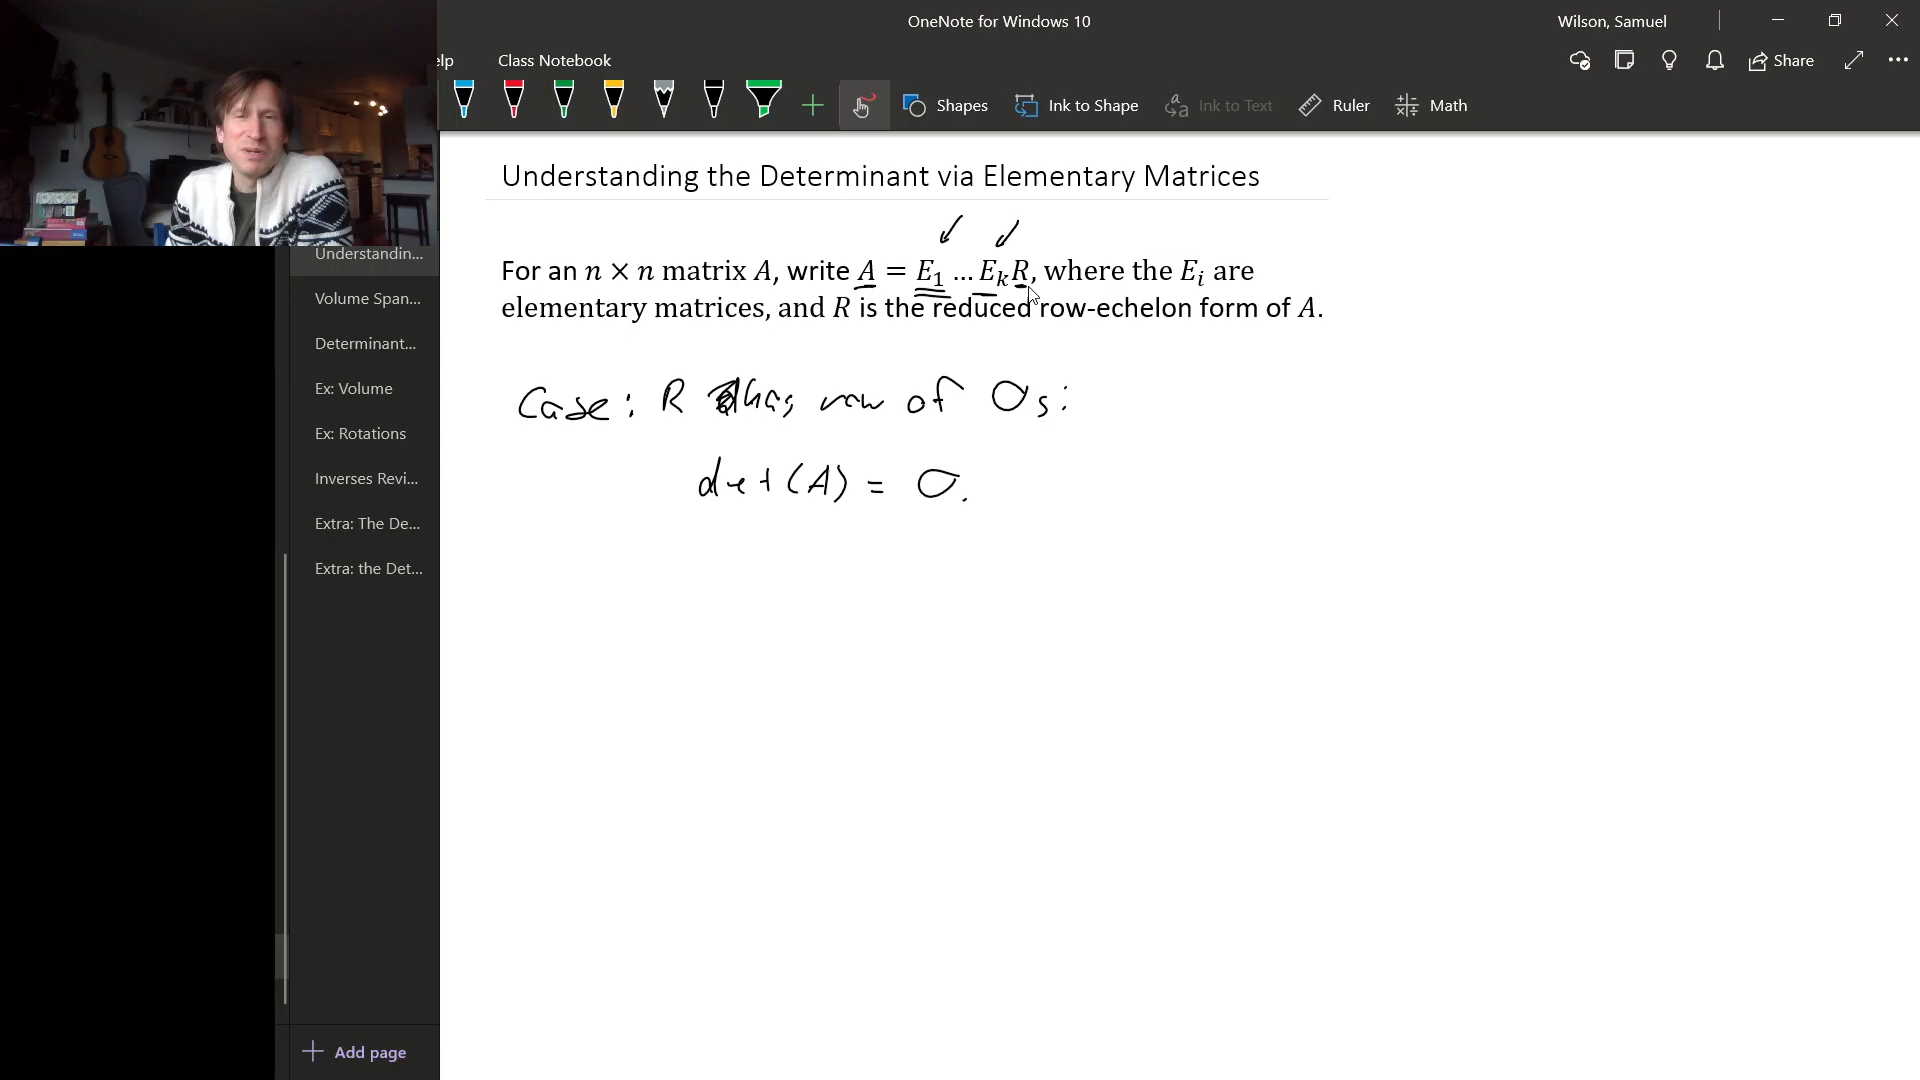 OneNote for Windows 10
Wilson, Samuel
elp
Class Notebook
Share
Shapes
Ink to Shape
Ink to Text
Ruler
Math
Understandin...
Volume Span...
Determinant...
Ex: Volume
Ex: Rotations
Inverses Revi...
Extra: The De...
Extra: the Det...
Add page
Understanding the Determinant via Elementary Matrices
For an n × n matrix A, write A = E₁ … EₖR, where the Eᵢ are
elementary matrices, and R is the reduced row-echelon form of A.
Case: R has row of 0s:
det(A) = 0.